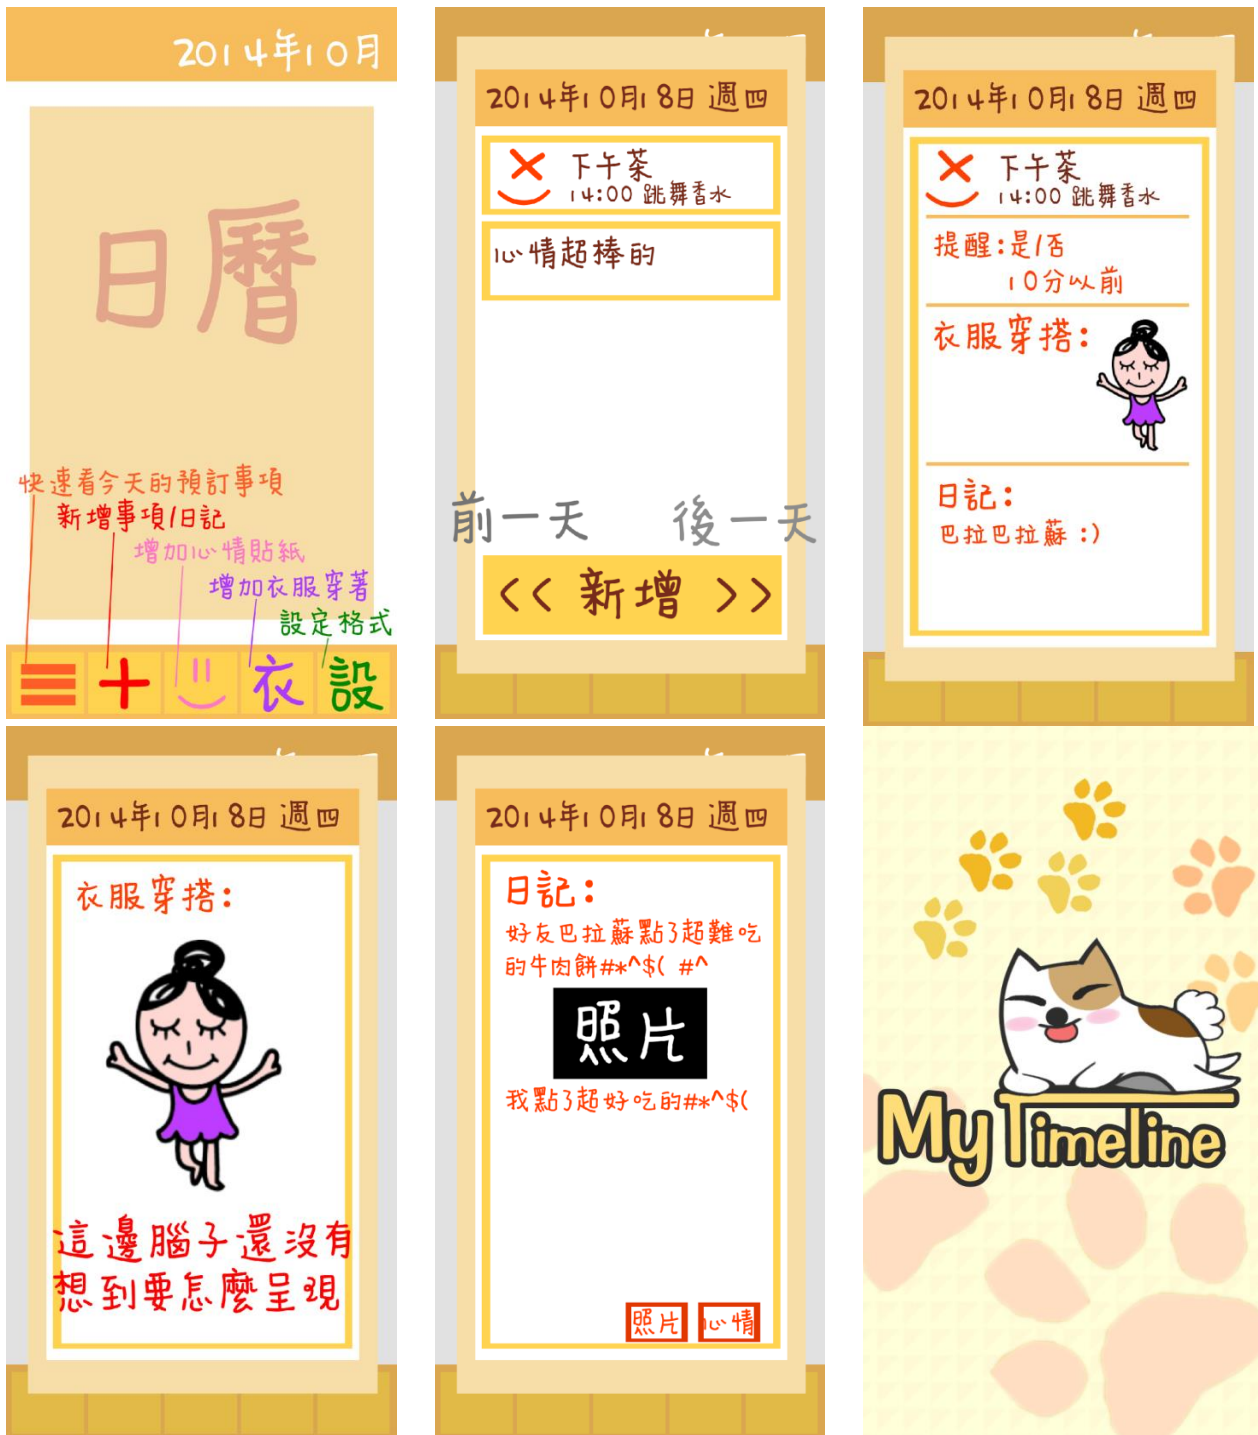 2014年10月
日曆
快速看今天的預訂事項
新增事項/日記
增加心情貼紙
增加衣服穿著
設定格式
衣
設
2014年10月18日 週四
下午茶
14:00 跳舞香水
心情超棒的
前一天 後一天
<< 新增 >>
2014年10月18日 週四
下午茶
14:00 跳舞香水
提醒:是/否
10分以前
衣服穿搭:
日記:
巴拉巴拉蘇 :)
2014年10月18日 週四
衣服穿搭:
這邊腦子還沒有
想到要怎麼呈現
2014年10月18日 週四
日記:
好友巴拉蘇點了超難吃
的牛肉餅#*^$( #^
照片
我點了超好吃的#*^$(
照片 心情
My Timeline